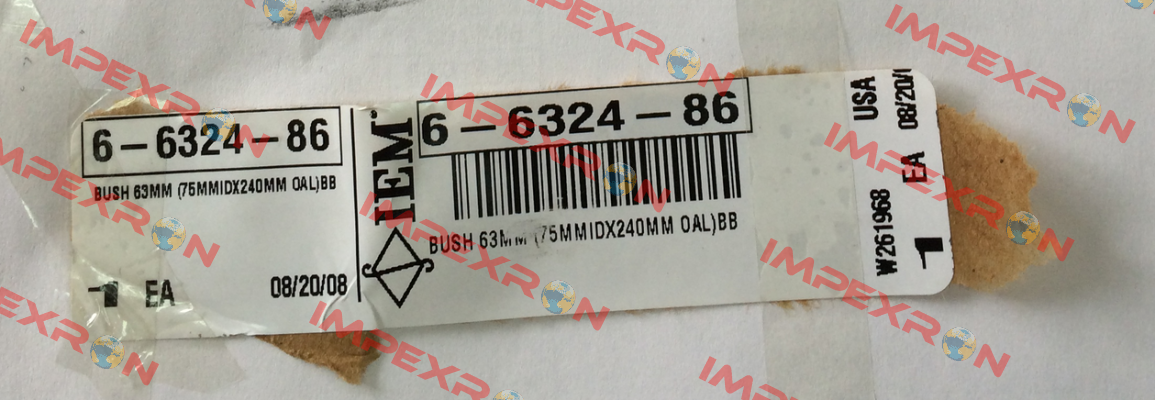 6-6324-86
BUSH 63MM (75MMIDX240MM OAL)BB
1 EA 08/20/08
IEM
6-6324-86
BUSH 63MM (75MMIDX240MM OAL)BB
W261968 USA
1 EA 08/20/
IMPEXRON